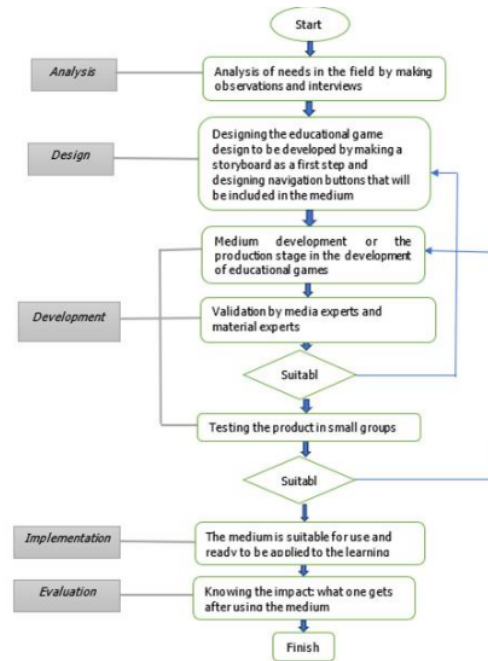 Start
Analysis
Analysis of needs in the field by making
observations and interviews
Design
Designing the educational game
design to be developed by making a
storyboard as a first step and
designing navigation buttons that will
be included in the medium
Medium development or the
production stage in the development
of educational games
Development
Validation by media experts and
material experts
Suitabl
Testing the product in small groups
Suitabl
Implementation
The medium is suitable for use and
ready to be applied to the learning
Evaluation
Knowing the impact: what one gets
after using the medium
Finish